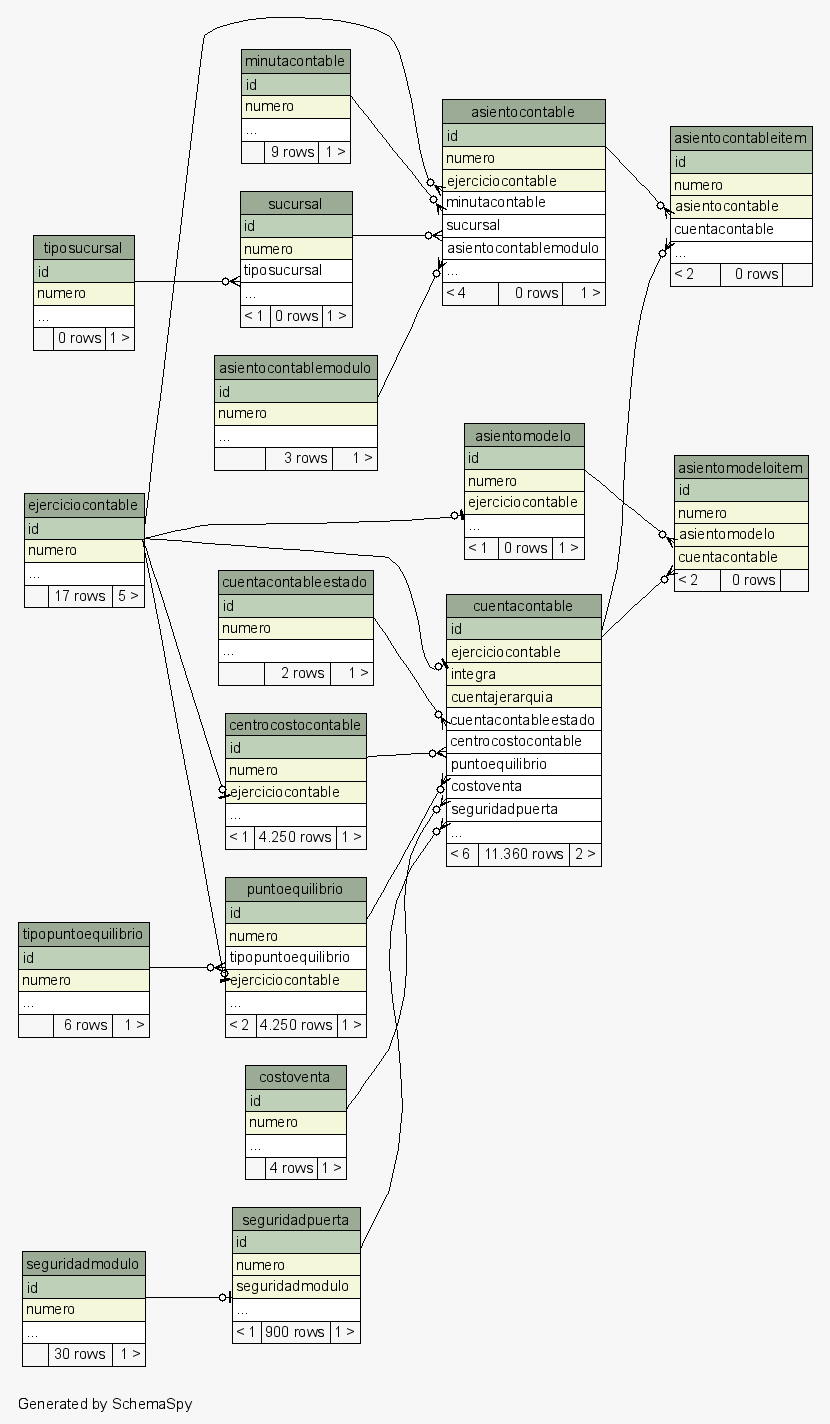 minutacontable
id
numero
...
9 rows 1 >
asientocontable
id
numero
ejerciciocontable
minutacontable
sucursal
asientocontablemodulo
...
< 4 0 rows 1 >
asientocontableitem
id
numero
asientocontable
cuentacontable
...
< 2 0 rows
sucursal
id
numero
tiposucursal
...
< 1 0 rows 1 >
tiposucursal
id
numero
...
0 rows 1 >
asientocontablemodulo
id
numero
...
3 rows 1 >
asientomodelo
id
numero
ejerciciocontable
...
< 1 0 rows 1 >
asientomodeloitem
id
numero
asientomodelo
cuentacontable
< 2 0 rows
ejerciciocontable
id
numero
...
17 rows 5 >
cuentacontableestado
id
numero
...
2 rows 1 >
cuentacontable
id
ejerciciocontable
integra
cuentajerarquia
cuentacontableestado
centrocostocontable
puntoequilibrio
costoventa
seguridadpuerta
...
< 6 11.360 rows 2 >
centrocostocontable
id
numero
ejerciciocontable
...
< 1 4.250 rows 1 >
puntoequilibrio
id
numero
tipopuntoequilibrio
ejerciciocontable
...
< 2 4.250 rows 1 >
tipopuntoequilibrio
id
numero
...
6 rows 1 >
costoventa
id
numero
...
4 rows 1 >
seguridadpuerta
id
numero
seguridadmodulo
...
< 1 900 rows 1 >
seguridadmodulo
id
numero
...
30 rows 1 >
Generated by SchemaSpy